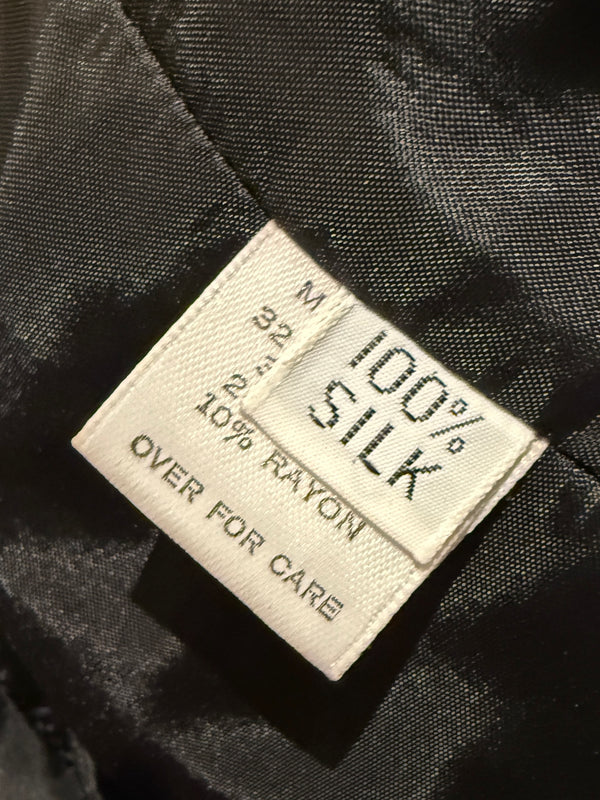 100%
SILK
M
32
2
10% RAYON
OVER FOR CARE